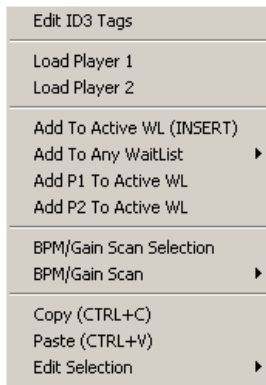 Edit ID3 Tags
Load Player 1
Load Player 2
Add To Active WL (INSERT)
Add To Any WaitList
Add P1 To Active WL
Add P2 To Active WL
BPM/Gain Scan Selection
BPM/Gain Scan
Copy (CTRL+C)
Paste (CTRL+V)
Edit Selection